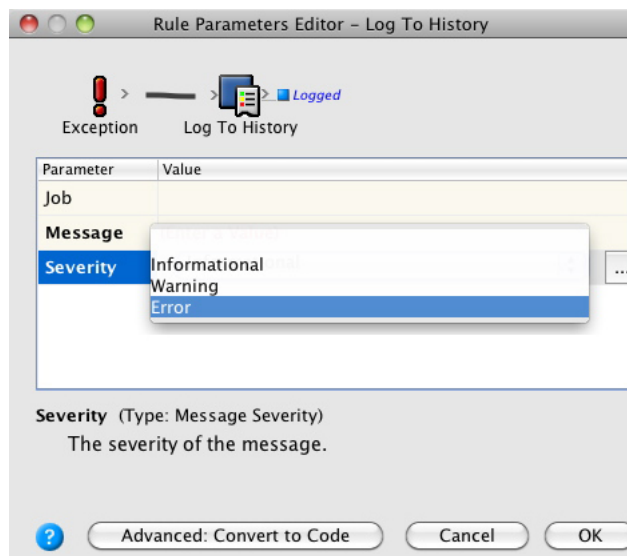 Rule Parameters Editor – Log To History
Logged
Exception Log To History
Parameter Value
Job
Message
Severity
Informational
Warning
Error
...
Severity (Type: Message Severity)
The severity of the message.
? Advanced: Convert to Code Cancel OK